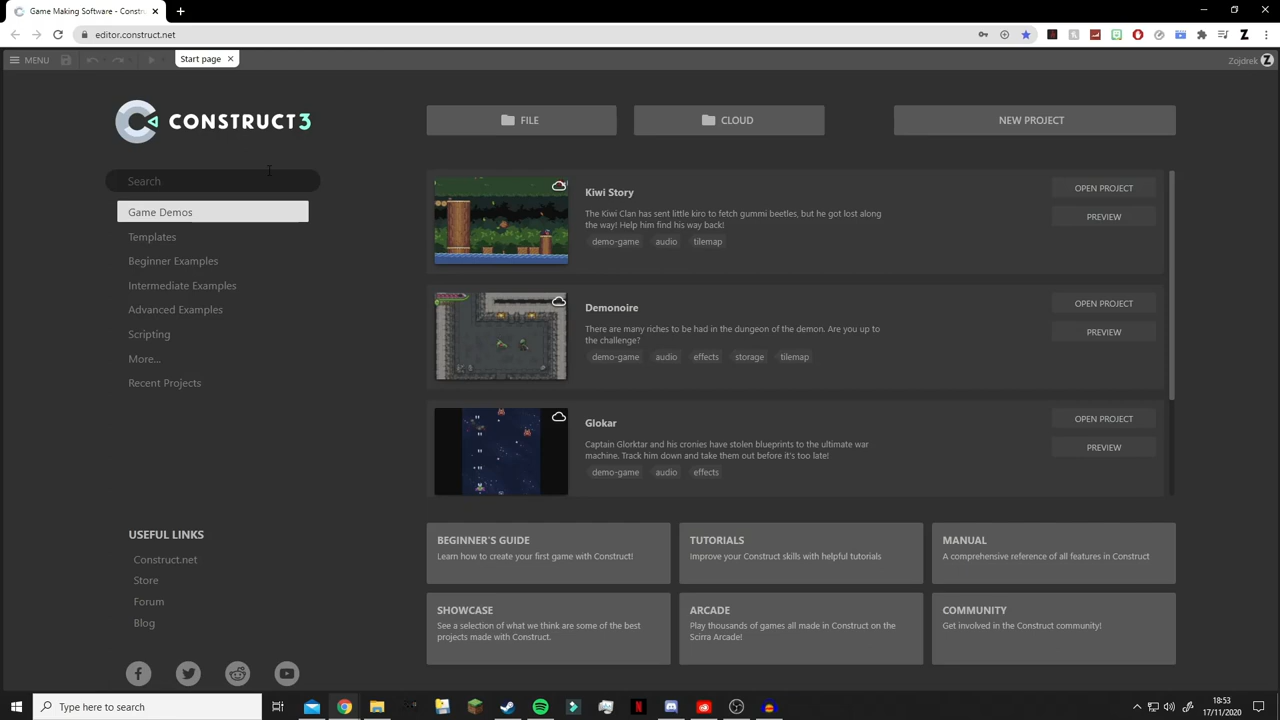 Game Making Software - Constru
editor.construct.net
MENU
Start page
Zojdrek
CONSTRUCT3
FILE
CLOUD
NEW PROJECT
Search
Game Demos
Templates
Beginner Examples
Intermediate Examples
Advanced Examples
Scripting
More...
Recent Projects
Kiwi Story
The Kiwi Clan has sent little kiro to fetch gummi beetles, but he got lost along
the way! Help him find his way back!
demo-game audio tilemap
OPEN PROJECT
PREVIEW
Demonoire
There are many riches to be had in the dungeon of the demon. Are you up to
the challenge?
demo-game audio effects storage tilemap
OPEN PROJECT
PREVIEW
Glokar
Captain Glorktar and his cronies have stolen blueprints to the ultimate war
machine. Track him down and take them out before it's too late!
demo-game audio effects
OPEN PROJECT
PREVIEW
USEFUL LINKS
Construct.net
Store
Forum
Blog
BEGINNER'S GUIDE
Learn how to create your first game with Construct!
TUTORIALS
Improve your Construct skills with helpful tutorials
MANUAL
A comprehensive reference of all features in Construct
SHOWCASE
See a selection of what we think are some of the best
projects made with Construct.
ARCADE
Play thousands of games all made in Construct on the
Scirra Arcade!
COMMUNITY
Get involved in the Construct community!
Type here to search
18:53
17/11/2020